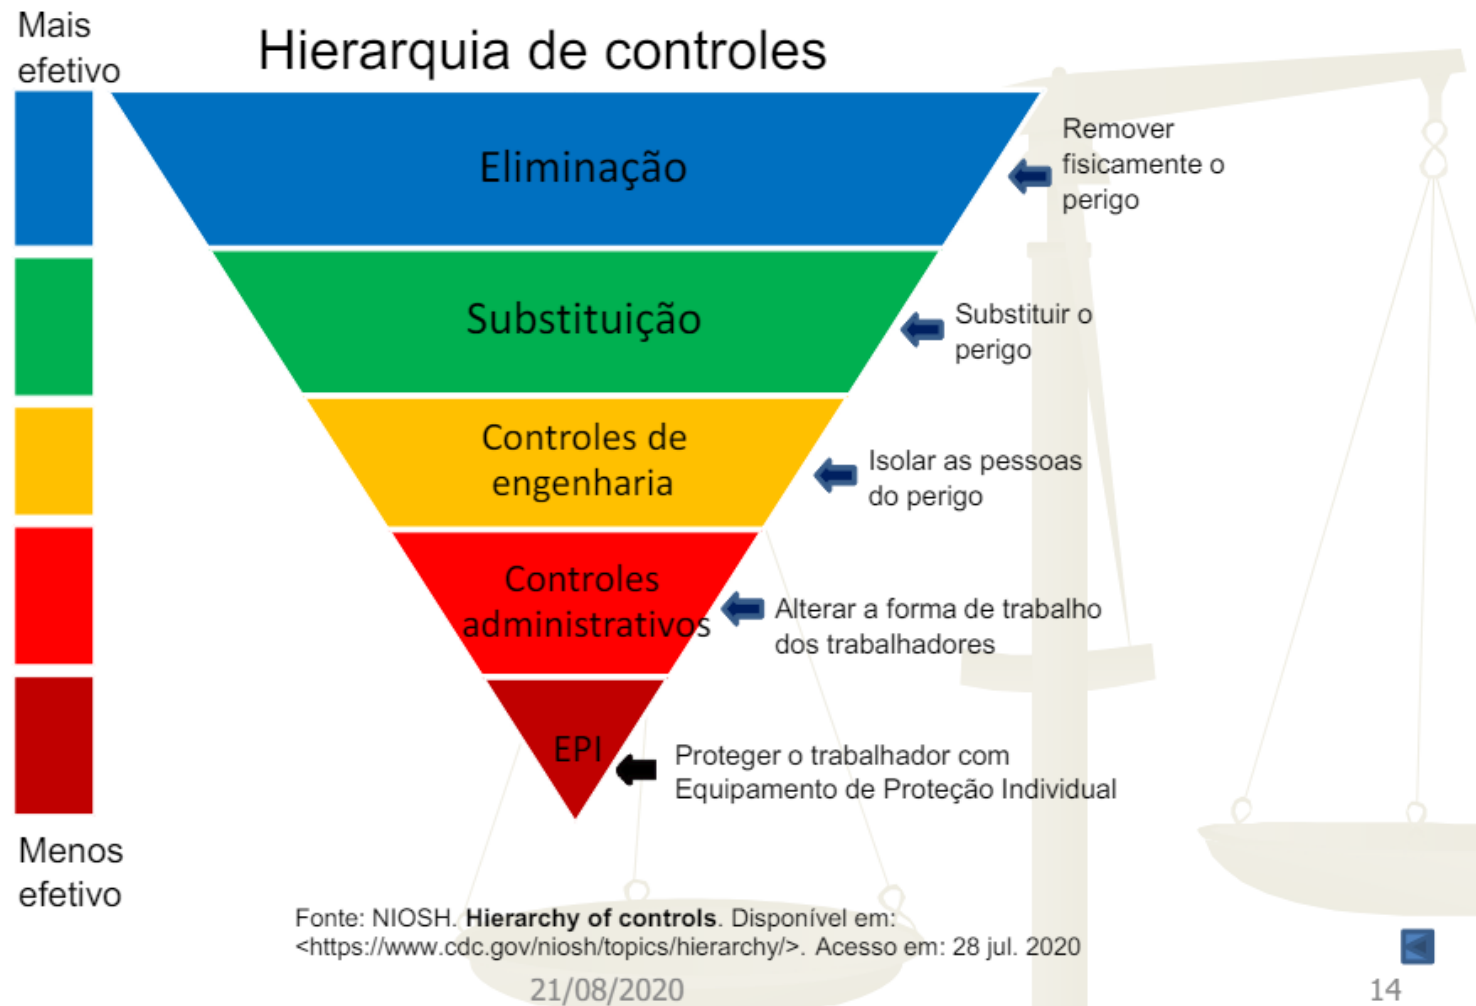 Mais
efetivo
Hierarquia de controles
Eliminação
Remover
fisicamente o
perigo
Substituição
Substituir o
perigo
Controles de
engenharia
Isolar as pessoas
do perigo
Controles
administrativos
Alterar a forma de trabalho
dos trabalhadores
EPI
Proteger o trabalhador com
Equipamento de Proteção Individual
Menos
efetivo
Fonte: NIOSH. Hierarchy of controls. Disponível em:
<https://www.cdc.gov/niosh/topics/hierarchy/>. Acesso em: 28 jul. 2020
21/08/2020
14